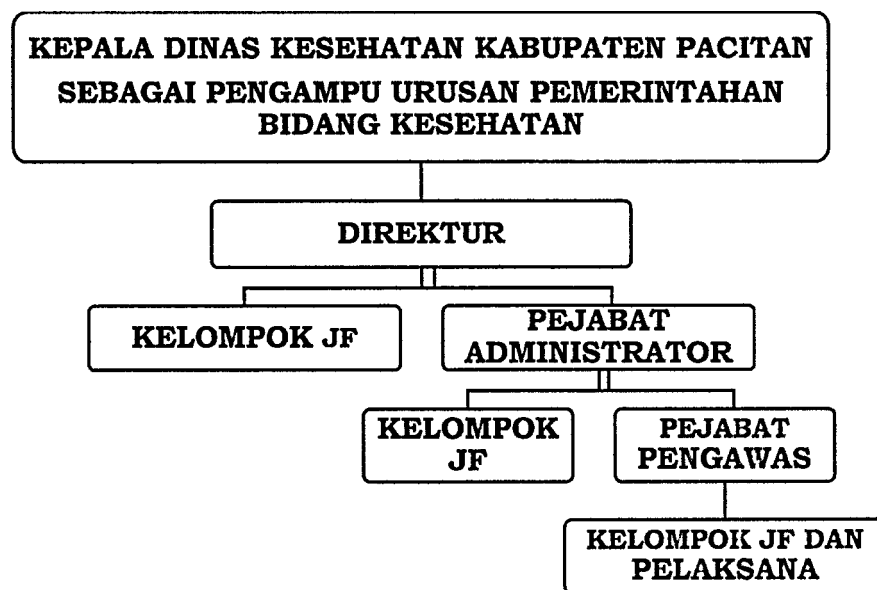 KEPALA DINAS KESEHATAN KABUPATEN PACITAN
SEBAGAI PENGAMPU URUSAN PEMERINTAHAN
BIDANG KESEHATAN
DIREKTUR
KELOMPOK JF
PEJABAT
ADMINISTRATOR
KELOMPOK
JF
PEJABAT
PENGAWAS
KELOMPOK JF DAN
PELAKSANA